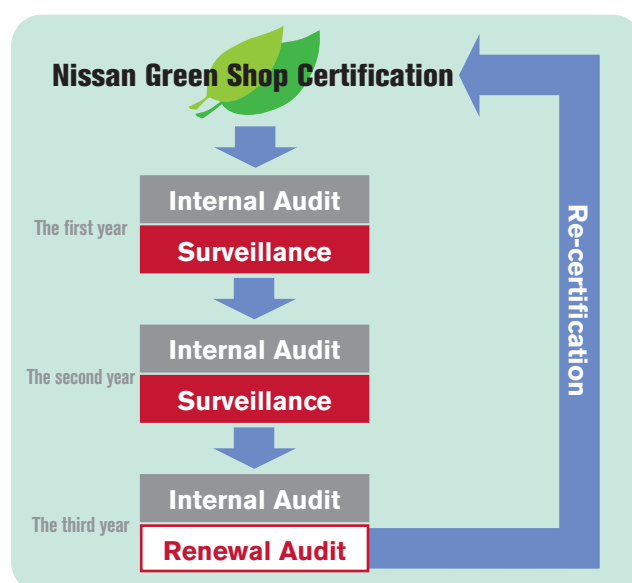 Nissan Green Shop Certification
The first year
Internal Audit
Surveillance
The second year
Internal Audit
Surveillance
The third year
Internal Audit
Renewal Audit
Re-certification